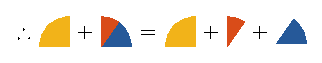 ∴ + = + +